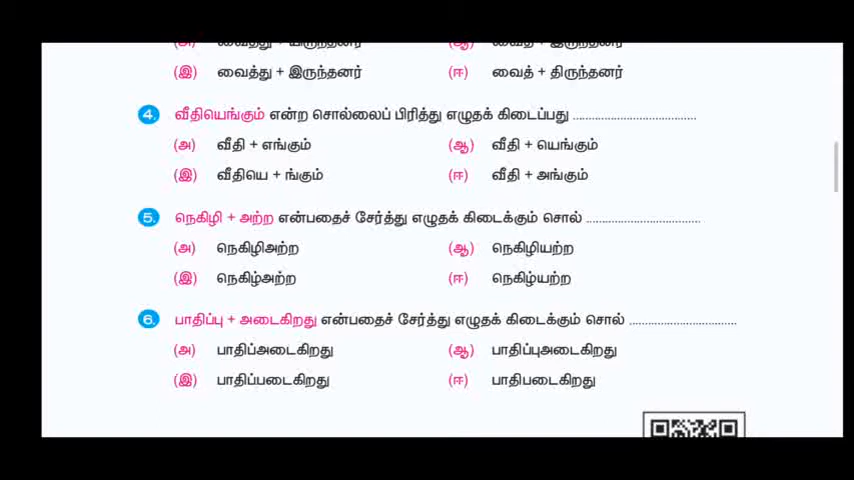 (இ) வைத்து + இருந்தனர் (ஈ) வைத் + திருந்தனர்
4. வீதியெங்கும் என்ற சொல்லைப் பிரித்து எழுதக் கிடைப்பது ....................................
(அ) வீதி + எங்கும் (ஆ) வீதி + யெங்கும்
(இ) வீதியெ + ங்கும் (ஈ) வீதி + அங்கும்
5. நெகிழி + அற்ற என்பதைச் சேர்த்து எழுதக் கிடைக்கும் சொல் .................................
(அ) நெகிழிஅற்ற (ஆ) நெகிழியற்ற
(இ) நெகிழ்அற்ற (ஈ) நெகிழ்யற்ற
6. பாதிப்பு + அடைகிறது என்பதைச் சேர்த்து எழுதக் கிடைக்கும் சொல் ................................
(அ) பாதிப்அடைகிறது (ஆ) பாதிப்புஅடைகிறது
(இ) பாதிப்படைகிறது (ஈ) பாதிபடைகிறது